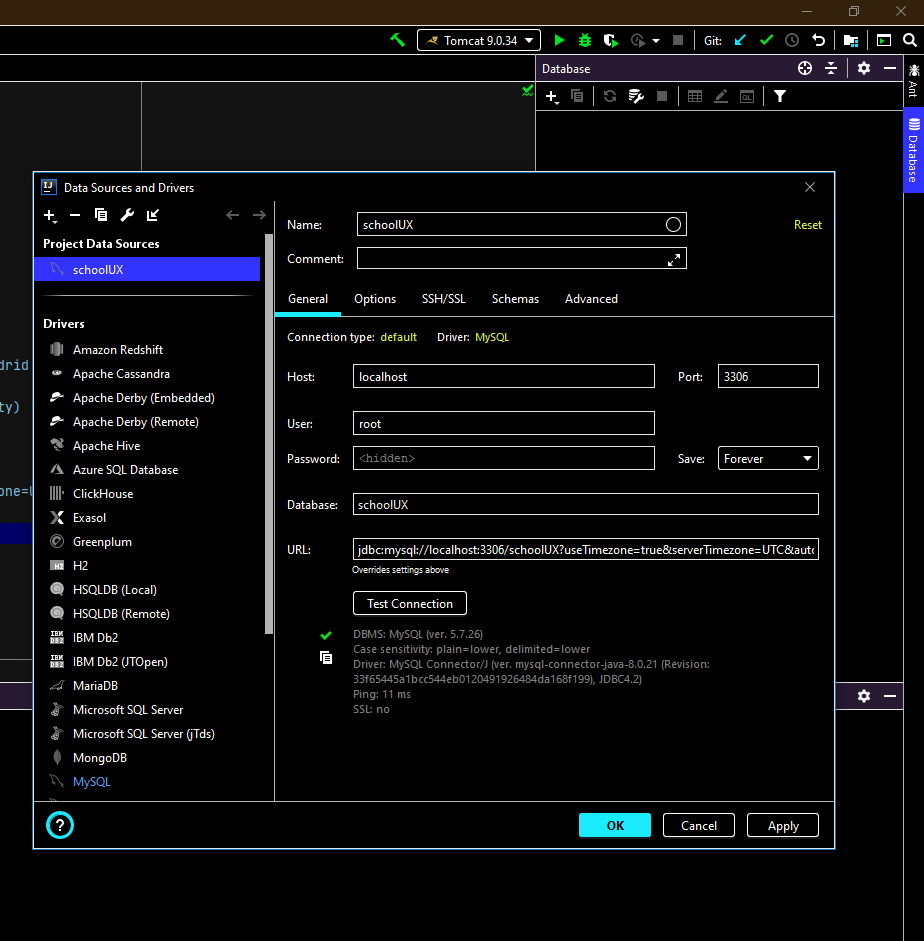 Tomcat 9.0.34
Git:
Database
Ant
Database
IJ Data Sources and Drivers
Project Data Sources
schoolUX
Drivers
Amazon Redshift
Apache Cassandra
Apache Derby (Embedded)
Apache Derby (Remote)
Apache Hive
Azure SQL Database
ClickHouse
Exasol
Greenplum
H2
HSQLDB (Local)
HSQLDB (Remote)
IBM Db2
IBM Db2 (JTOpen)
MariaDB
Microsoft SQL Server
Microsoft SQL Server (jTds)
MongoDB
MySQL
Name: schoolUX
Reset
Comment:
General Options SSH/SSL Schemas Advanced
Connection type: default Driver: MySQL
Host: localhost Port: 3306
User: root
Password: <hidden> Save: Forever
Database: schoolUX
URL: jdbc:mysql://localhost:3306/schoolUX?useTimezone=true&serverTimezone=UTC&auto
Overrides settings above
Test Connection
DBMS: MySQL (ver. 5.7.26)
Case sensitivity: plain=lower, delimited=lower
Driver: MySQL Connector/J (ver. mysql-connector-java-8.0.21 (Revision:
33f65445a1bcc544eb0120491926484da168f199), JDBC4.2)
Ping: 11 ms
SSL: no
?
OK Cancel Apply
drid
ty)
one=U